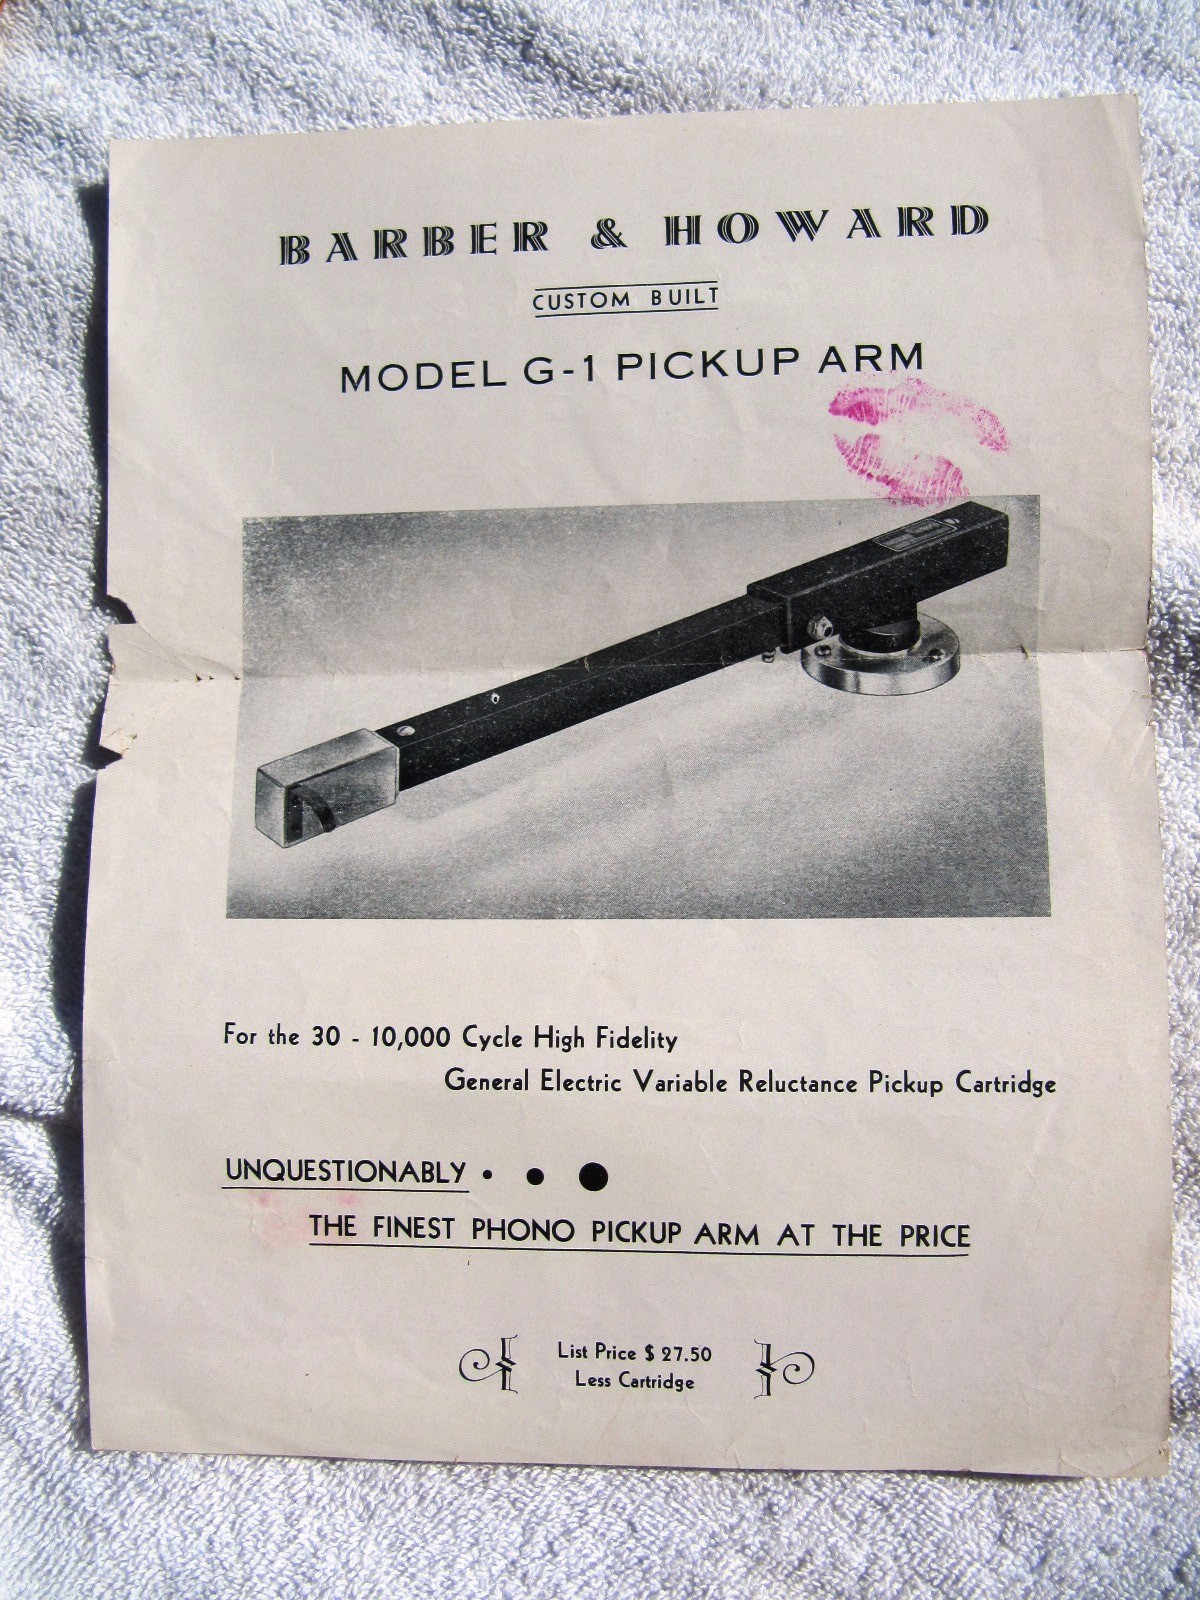 BARBER & HOWARD
CUSTOM BUILT
MODEL G-1 PICKUP ARM
For the 30 - 10,000 Cycle High Fidelity
General Electric Variable Reluctance Pickup Cartridge
UNQUESTIONABLY • • •
THE FINEST PHONO PICKUP ARM AT THE PRICE
List Price $ 27.50
Less Cartridge